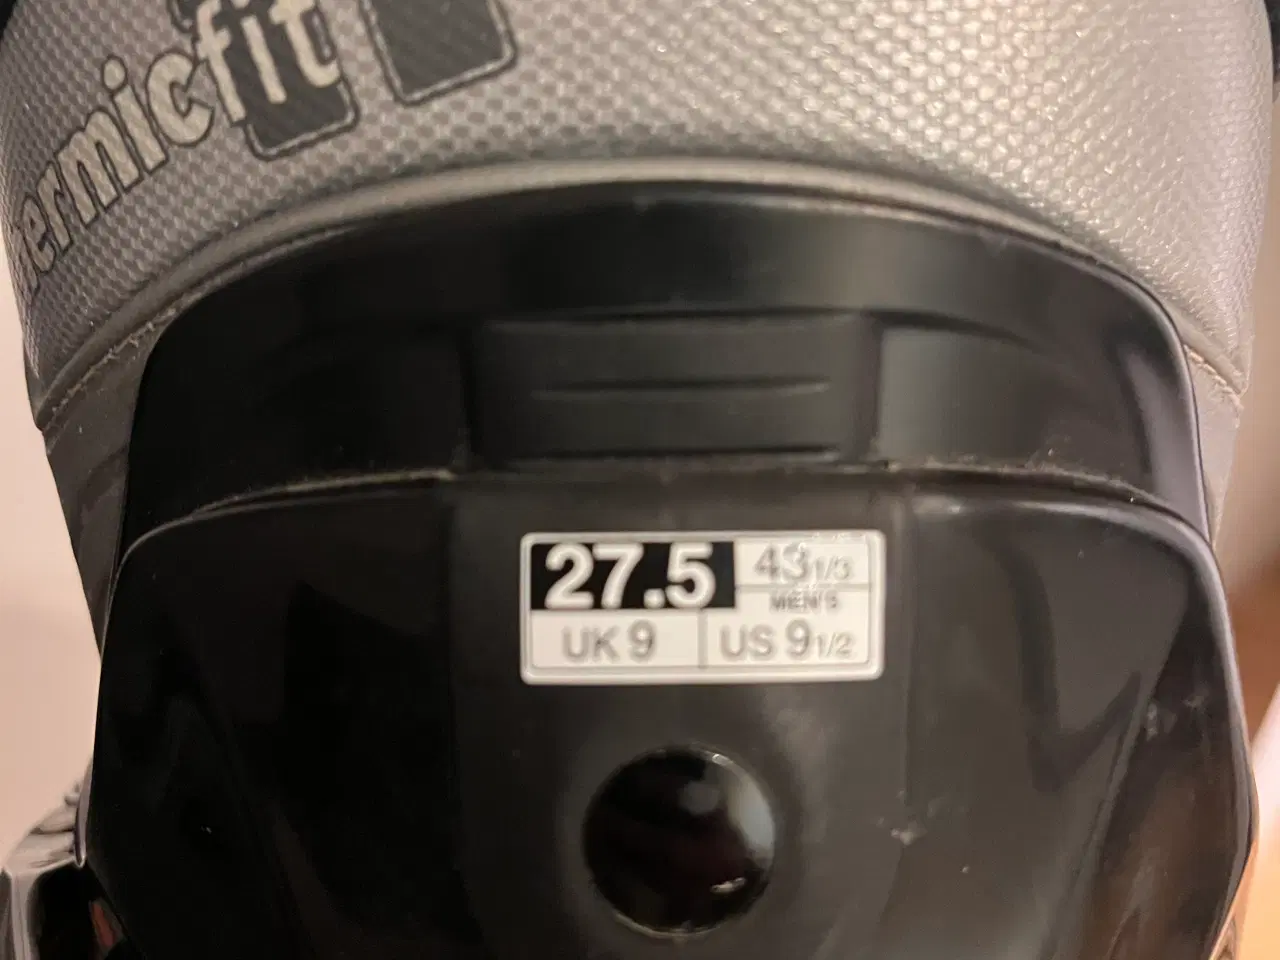 ermicfit
27.5
43 1/3
MEN'S
UK 9
US 9 1/2